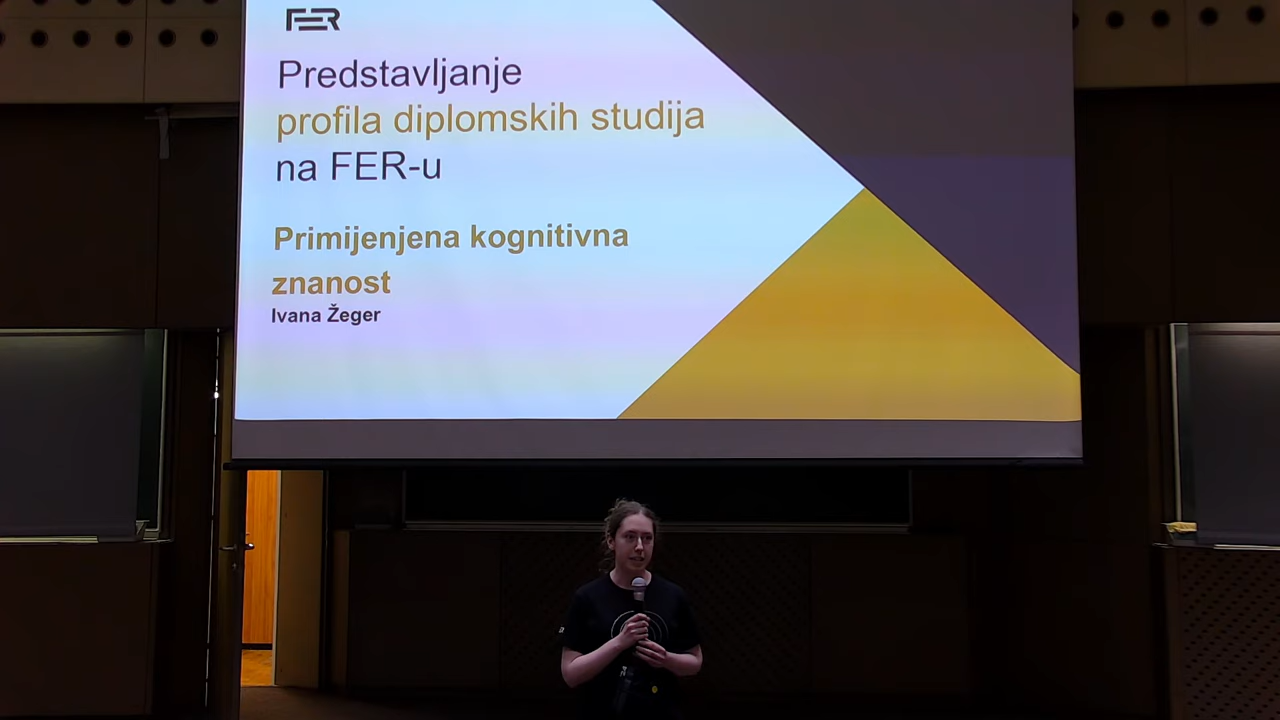 FER
Predstavljanje
profila diplomskih studija
na FER-u
Primijenjena kognitivna
znanost
Ivana Žeger